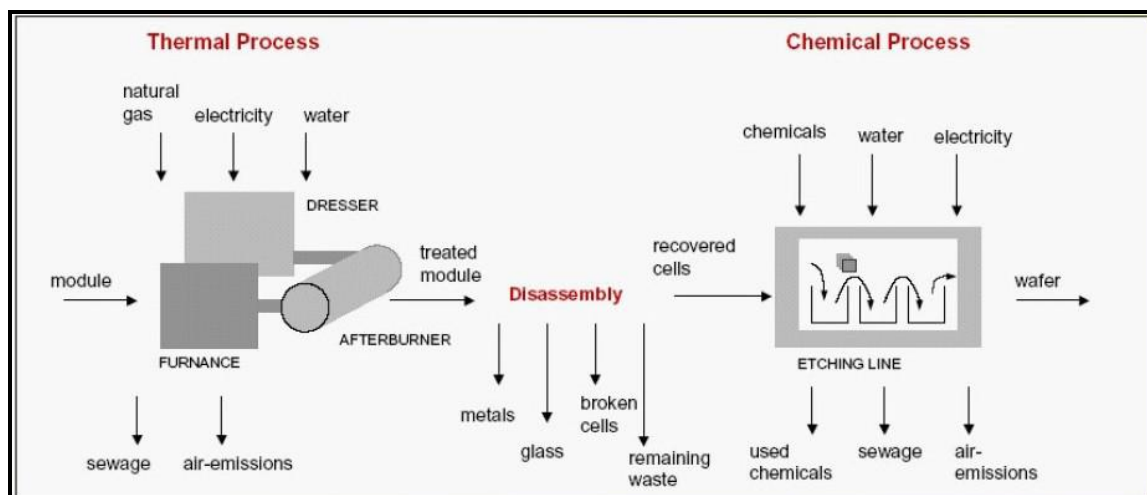 Thermal Process
Chemical Process
natural
gas
electricity
water
chemicals
water
electricity
DRESSER
module
treated
module
recovered
cells
Disassembly
wafer
AFTERBURNER
FURNANCE
ETCHING LINE
metals
glass
broken
cells
remaining
waste
sewage
air-emissions
used
chemicals
sewage
air-
emissions